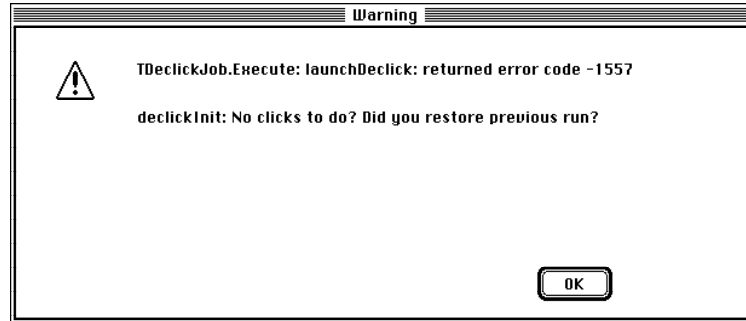 Warning
TDeclickJob.Execute: launchDeclick: returned error code -1557
declickInit: No clicks to do? Did you restore previous run?
OK